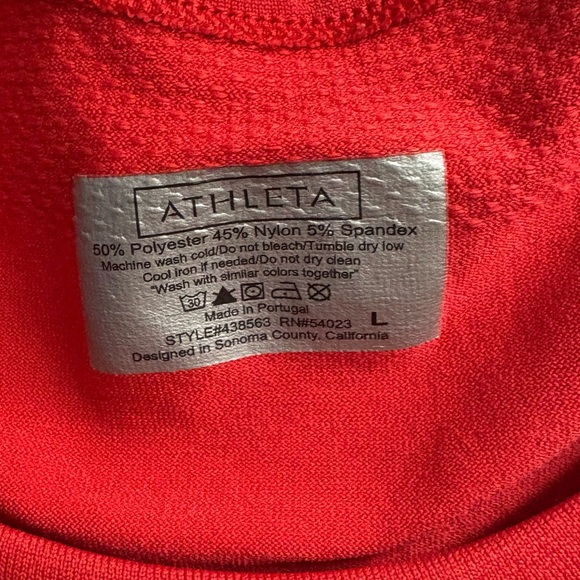 ATHLETA
50% Polyester 45% Nylon 5% Spandex
Machine wash cold/Do not bleach/Tumble dry low
Cool iron if needed/Do not dry clean
"Wash with similar colors together"
30
Made in Portugal
STYLE#438563 RN#54023 L
Designed in Sonoma County. California